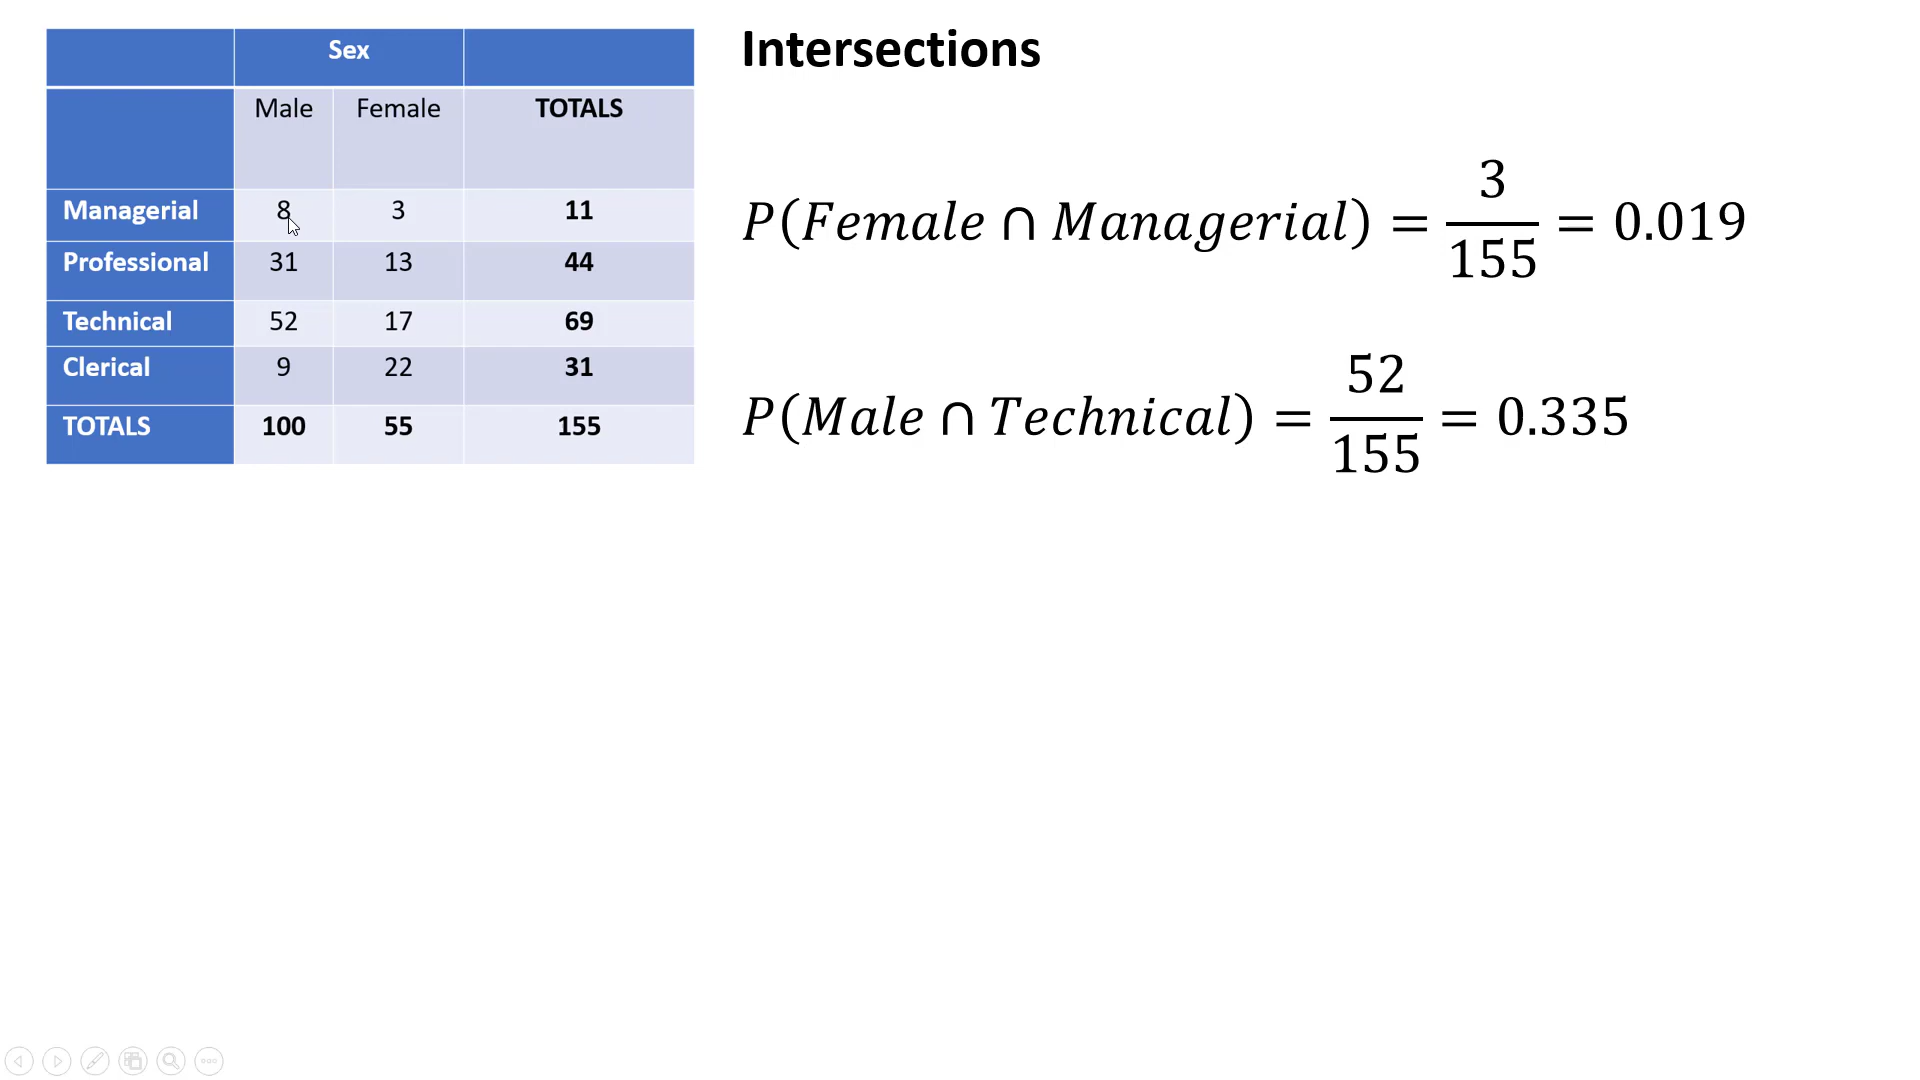 Sex
Male Female TOTALS
Managerial 8 3 11
Professional 31 13 44
Technical 52 17 69
Clerical 9 22 31
TOTALS 100 55 155
Intersections
P(Female ∩ Managerial) = 3/155 = 0.019
P(Male ∩ Technical) = 52/155 = 0.335